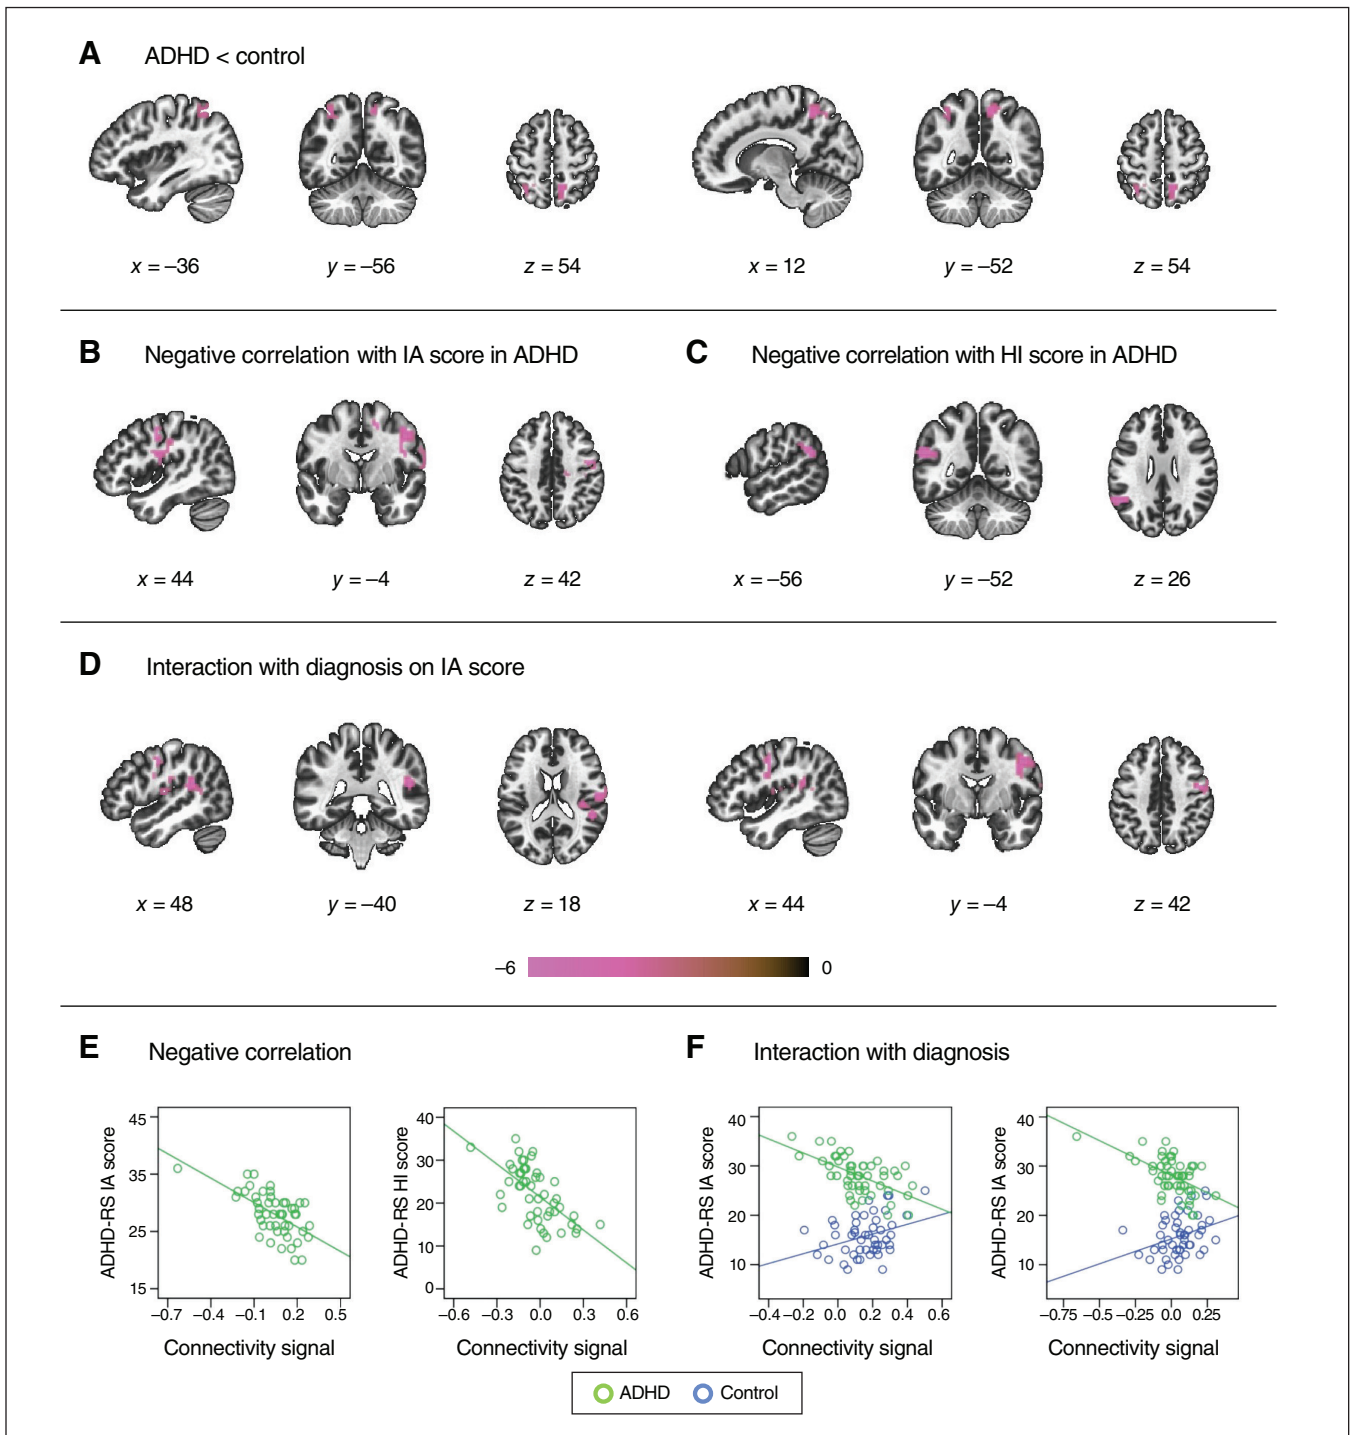 A ADHD < control
x = –36 y = –56 z = 54 x = 12 y = –52 z = 54
B Negative correlation with IA score in ADHD
C Negative correlation with HI score in ADHD
x = 44 y = –4 z = 42 x = –56 y = –52 z = 26
D Interaction with diagnosis on IA score
x = 48 y = –40 z = 18 x = 44 y = –4 z = 42
–6 0
E Negative correlation
F Interaction with diagnosis
ADHD-RS IA score
45
35
25
15
–0.7 –0.4 –0.1 0.2 0.5
Connectivity signal
ADHD-RS HI score
40
30
20
10
0
–0.6 –0.3 0.0 0.3 0.6
Connectivity signal
ADHD-RS IA score
40
30
20
10
–0.4 –0.2 0.0 0.2 0.4 0.6
Connectivity signal
ADHD-RS IA score
40
30
20
10
–0.75 –0.5 –0.25 0.0 0.25
Connectivity signal
ADHD Control